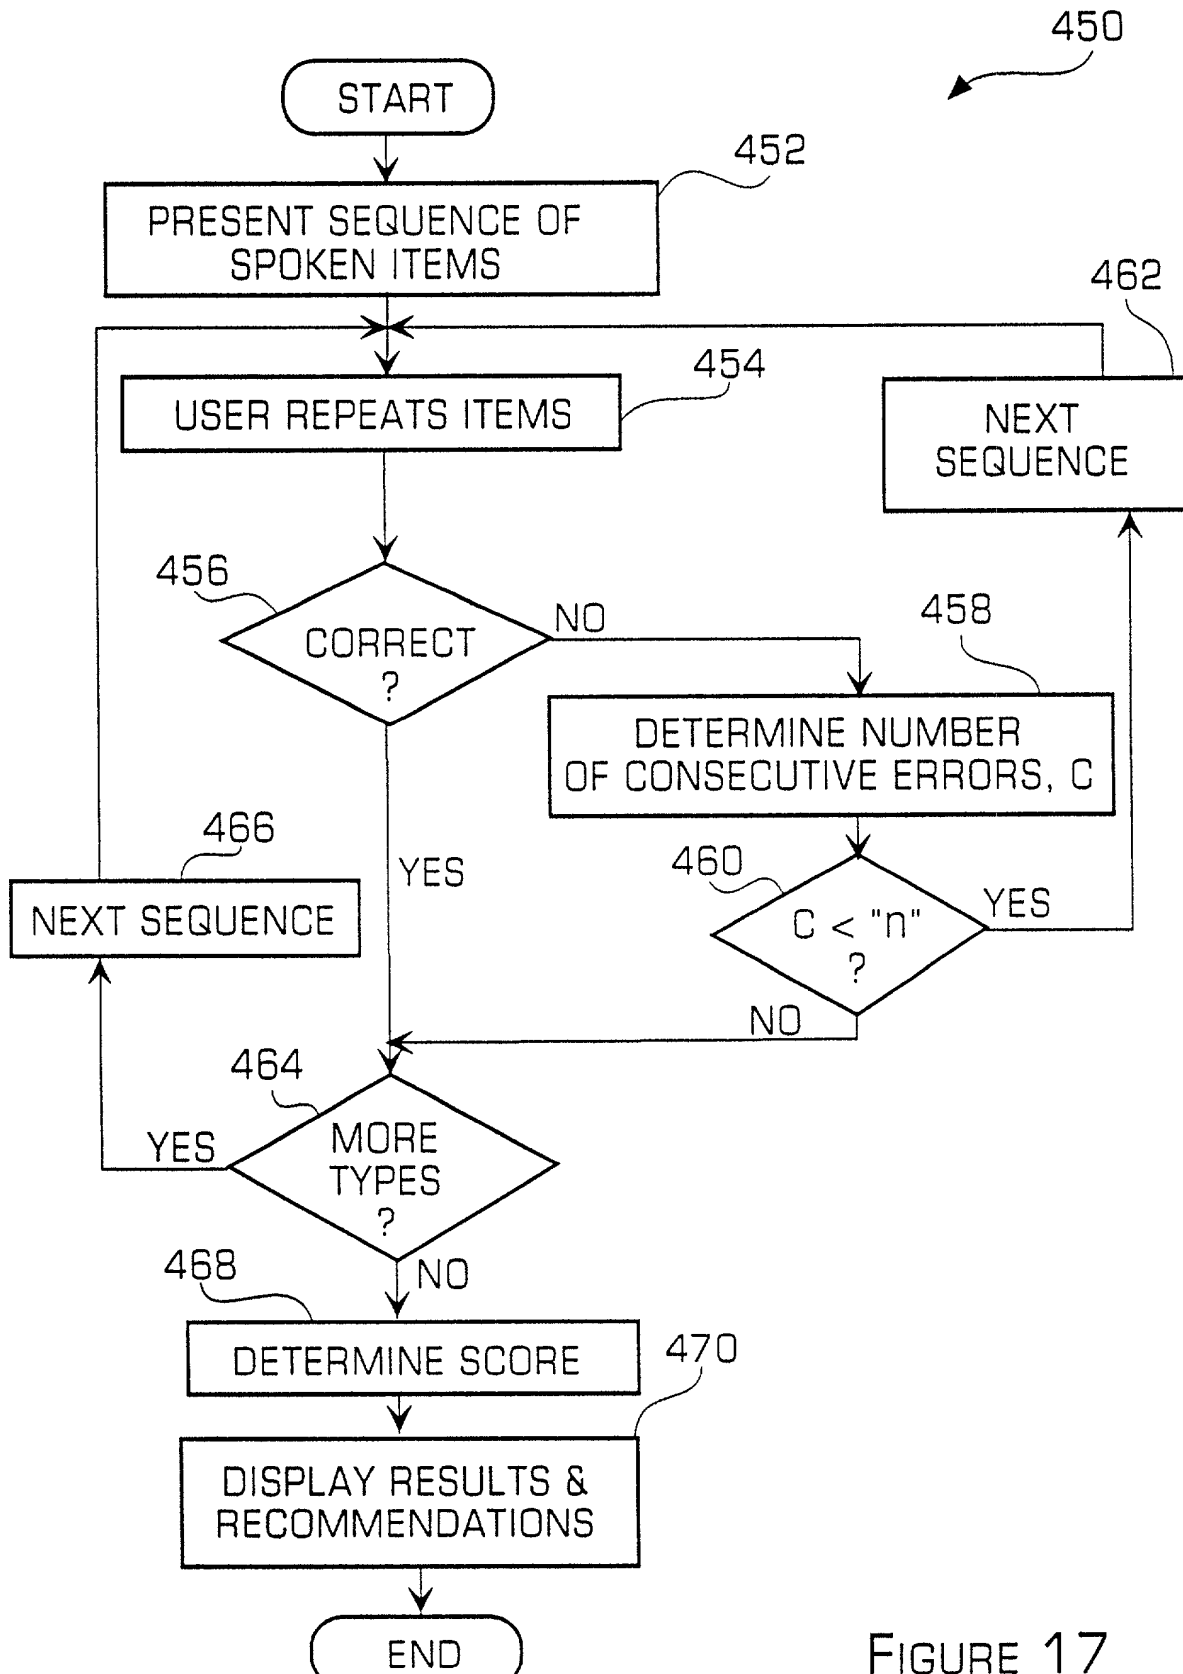 450
START
452
PRESENT SEQUENCE OF
SPOKEN ITEMS
462
454
USER REPEATS ITEMS
NEXT
SEQUENCE
456
CORRECT
?
NO
458
DETERMINE NUMBER
OF CONSECUTIVE ERRORS, C
466
NEXT SEQUENCE
YES
460
C < "n"
?
YES
NO
464
MORE
TYPES
?
YES
NO
468
DETERMINE SCORE
470
DISPLAY RESULTS &
RECOMMENDATIONS
END
FIGURE 17